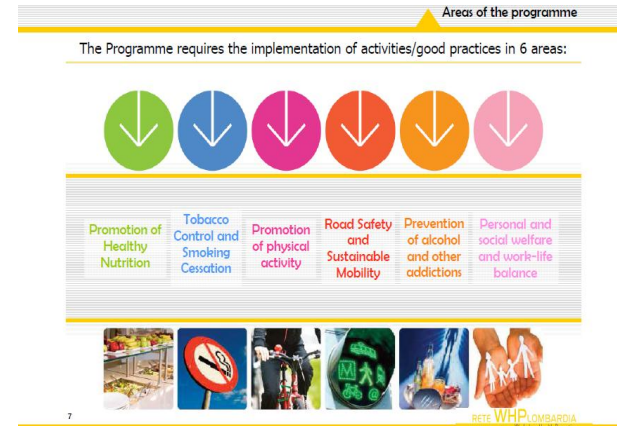 Areas of the programme
The Programme requires the implementation of activities/good practices in 6 areas:
Promotion of
Healthy
Nutrition
Tobacco
Control and
Smoking
Cessation
Promotion
of physical
activity
Road Safety
and
Sustainable
Mobility
Prevention
of alcohol
and other
addictions
Personal and
social welfare
and work-life
balance
M
@
7
RETE WHP LOMBARDIA